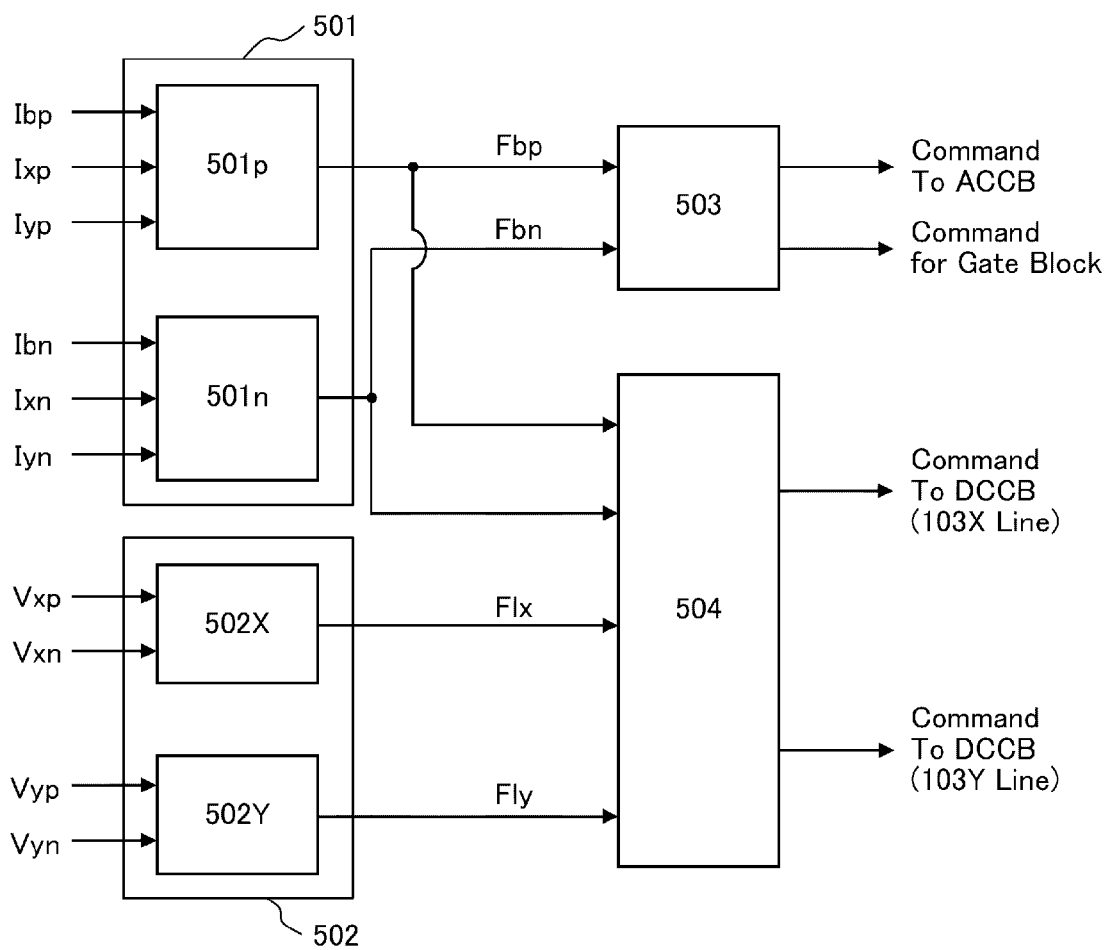 501
Ibp
Ixp
Iyp
501p
Fbp
Fbn
503
Command
To ACCB
Command
for Gate Block
Ibn
Ixn
Iyn
501n
504
Command
To DCCB
(103X Line)
Vxp
Vxn
502X
Flx
Command
To DCCB
(103Y Line)
Vyp
Vyn
502Y
Fly
502